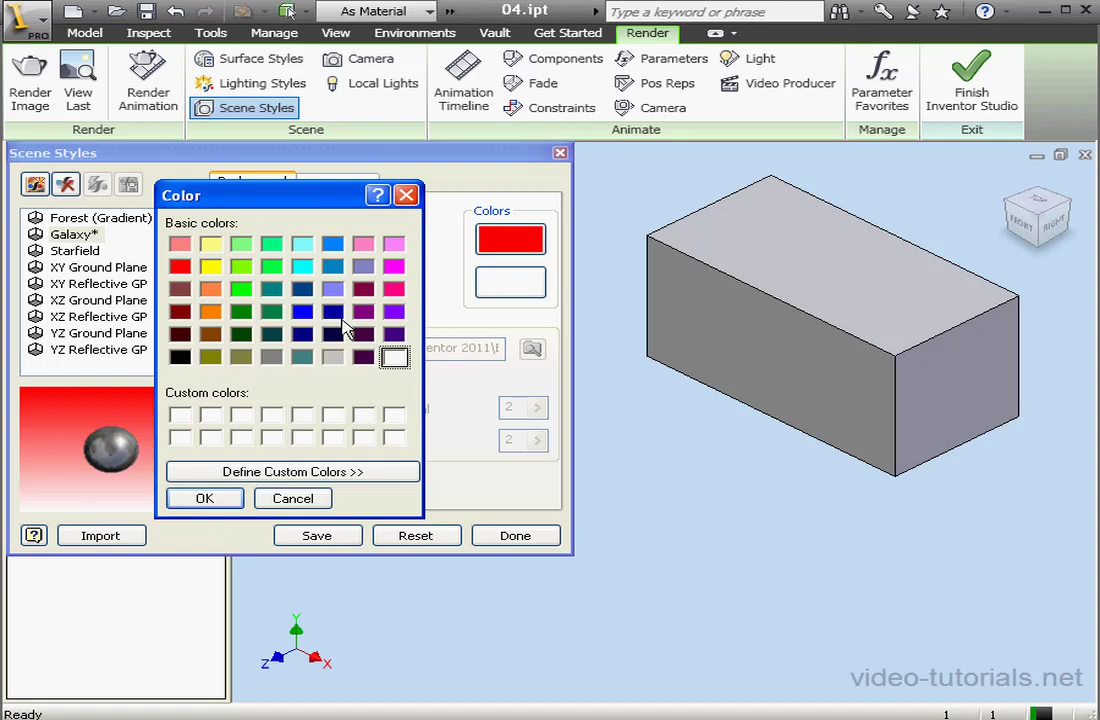 As Material
04.ipt
Type a keyword or phrase
PRO
Model
Inspect
Tools
Manage
View
Environments
Vault
Get Started
Render
Render Image
View Last
Render Animation
Surface Styles
Lighting Styles
Scene Styles
Camera
Local Lights
Animation Timeline
Components
Fade
Constraints
Parameters
Pos Reps
Camera
Light
Video Producer
Parameter Favorites
Finish Inventor Studio
Render
Scene
Animate
Manage
Exit
Scene Styles
Forest (Gradient)
Galaxy*
Starfield
XY Ground Plane
XY Reflective GP
XZ Ground Plane
XZ Reflective GP
YZ Ground Plane
YZ Reflective GP
Color
Basic colors:
Custom colors:
Define Custom Colors >>
OK
Cancel
Colors
entor 2011\
2
2
Import
Save
Reset
Done
TOP
FRONT
RIGHT
Y
Z
X
video-tutorials.net
Ready
1
1